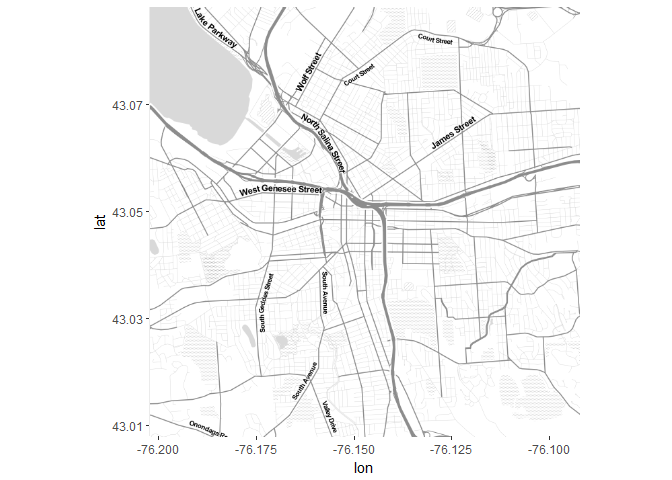 Lake Parkway
Court Street
Wolf Street
Court Street
43.07
North Salina Street
James Street
West Genesee Street
lat
43.05
South Geddes Street
South Avenue
43.03
South Avenue
Valley Drive
43.01
Onondaga R
-76.200
-76.175
-76.150
-76.125
-76.100
lon